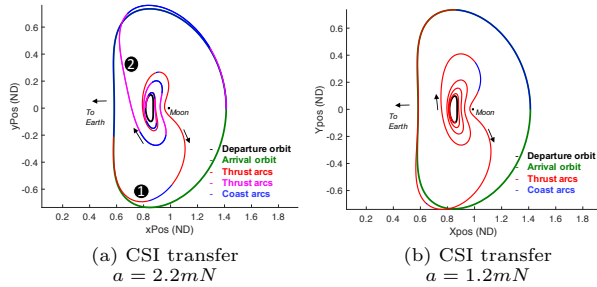 0.6
0.4
0.2
0
-0.2
-0.4
-0.6
yPos (ND)
2
1
To
Earth
Moon
Departure orbit
Arrival orbit
Thrust arcs
Thrust arcs
Coast arcs
0.2 0.4 0.6 0.8 1 1.2 1.4 1.6 1.8
xPos (ND)
(a) CSI transfer
a = 2.2mN
0.6
0.4
0.2
0
-0.2
-0.4
-0.6
Ypos (ND)
To
Earth
Moon
Departure orbit
Arrival orbit
Thrust arcs
Coast arcs
0.2 0.4 0.6 0.8 1 1.2 1.4 1.6 1.8
Xpos (ND)
(b) CSI transfer
a = 1.2mN